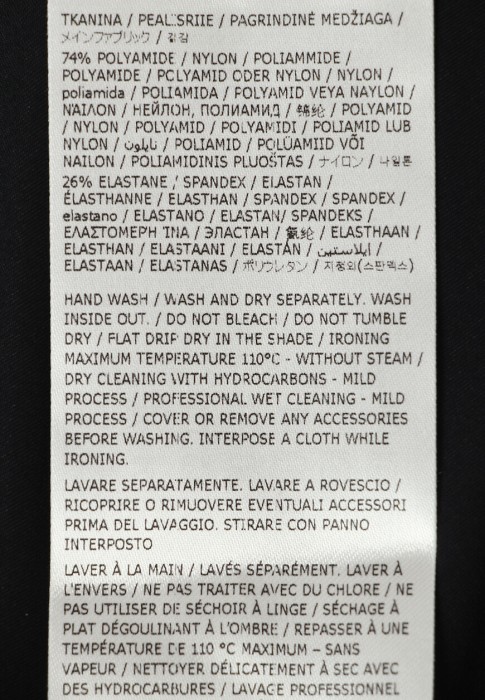 TKANINA / PEALISRIIE / PAGRINDINĖ MEDŽIAGA /
メインファブリック / 겉감
74% POLYAMIDE / NYLON / POLIAMMIDE /
POLYAMIDE / POLYAMID ODER NYLON / NYLON /
poliamida / POLIAMIDA / POLYAMID VEYA NAYLON /
ΝΑΪΛΟΝ / НЕЙЛОН, ПОЛИАМИД / 锦纶 / POLYAMID
/ NYLON / POLYAMID / POLYAMIDI / POLIAMID LUB
NYLON / نايلون / POLIAMID / POLÜAMIID VÕI
NAILON / POLIAMIDINIS PLUOŠTAS / ナイロン / 나일론
26% ELASTANE / SPANDEX / ELASTAN /
ÉLASTHANNE / ELASTHAN / SPANDEX / SPANDEX /
elastano / ELASTANO / ELASTAN / SPANDEKS /
ΕΛΑΣΤΟΜΕΡΗ ΊΝΑ / ЭЛАСТАН / 氨纶 / ELASTHAAN /
ELASTHAN / ELASTAANI / ELASTAN / ايلاستين /
ELASTAAN / ELASTANAS / ポリウレタン / 지정외(스판덱스)
HAND WASH / WASH AND DRY SEPARATELY. WASH
INSIDE OUT. / DO NOT BLEACH / DO NOT TUMBLE
DRY / FLAT DRIP DRY IN THE SHADE / IRONING
MAXIMUM TEMPERATURE 110°C - WITHOUT STEAM /
DRY CLEANING WITH HYDROCARBONS - MILD
PROCESS / PROFESSIONAL WET CLEANING - MILD
PROCESS / COVER OR REMOVE ANY ACCESSORIES
BEFORE WASHING. INTERPOSE A CLOTH WHILE
IRONING.
LAVARE SEPARATAMENTE. LAVARE A ROVESCIO /
RICOPRIRE O RIMUOVERE EVENTUALI ACCESSORI
PRIMA DEL LAVAGGIO. STIRARE CON PANNO
INTERPOSTO
LAVER À LA MAIN / LAVÉS SÉPARÉMENT. LAVER À
L'ENVERS / NE PAS TRAITER AVEC DU CHLORE / NE
PAS UTILISER DE SÉCHOIR À LINGE / SÉCHAGE À
PLAT DÉGOULINANT À L'OMBRE / REPASSER À UNE
TEMPÉRATURE DE 110 °C MAXIMUM – SANS
VAPEUR / NETTOYER DÉLICATEMENT À SEC AVEC
DES HYDROCARBURES / LAVAGE PROFESSIONNEL